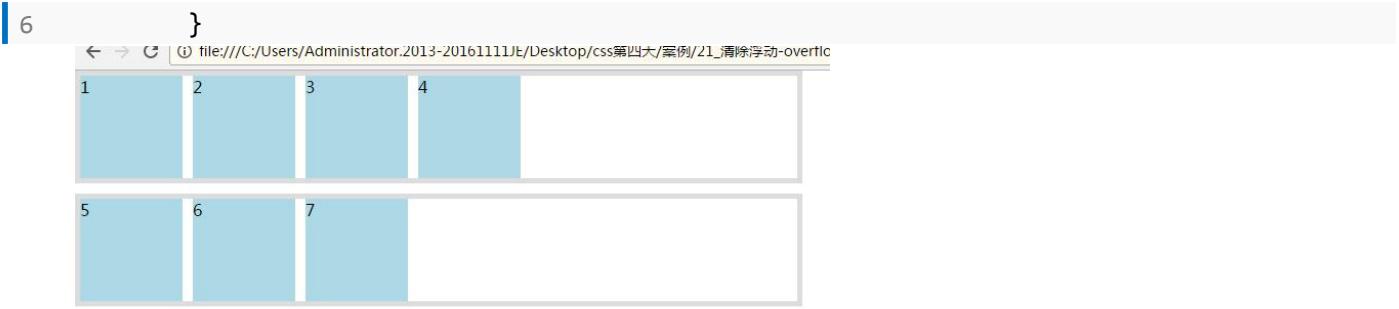 6 }
file:///C:/Users/Administrator.2013-20161111JE/Desktop/css第四天/案例/21_清除浮动-overflo
1 2 3 4
5 6 7